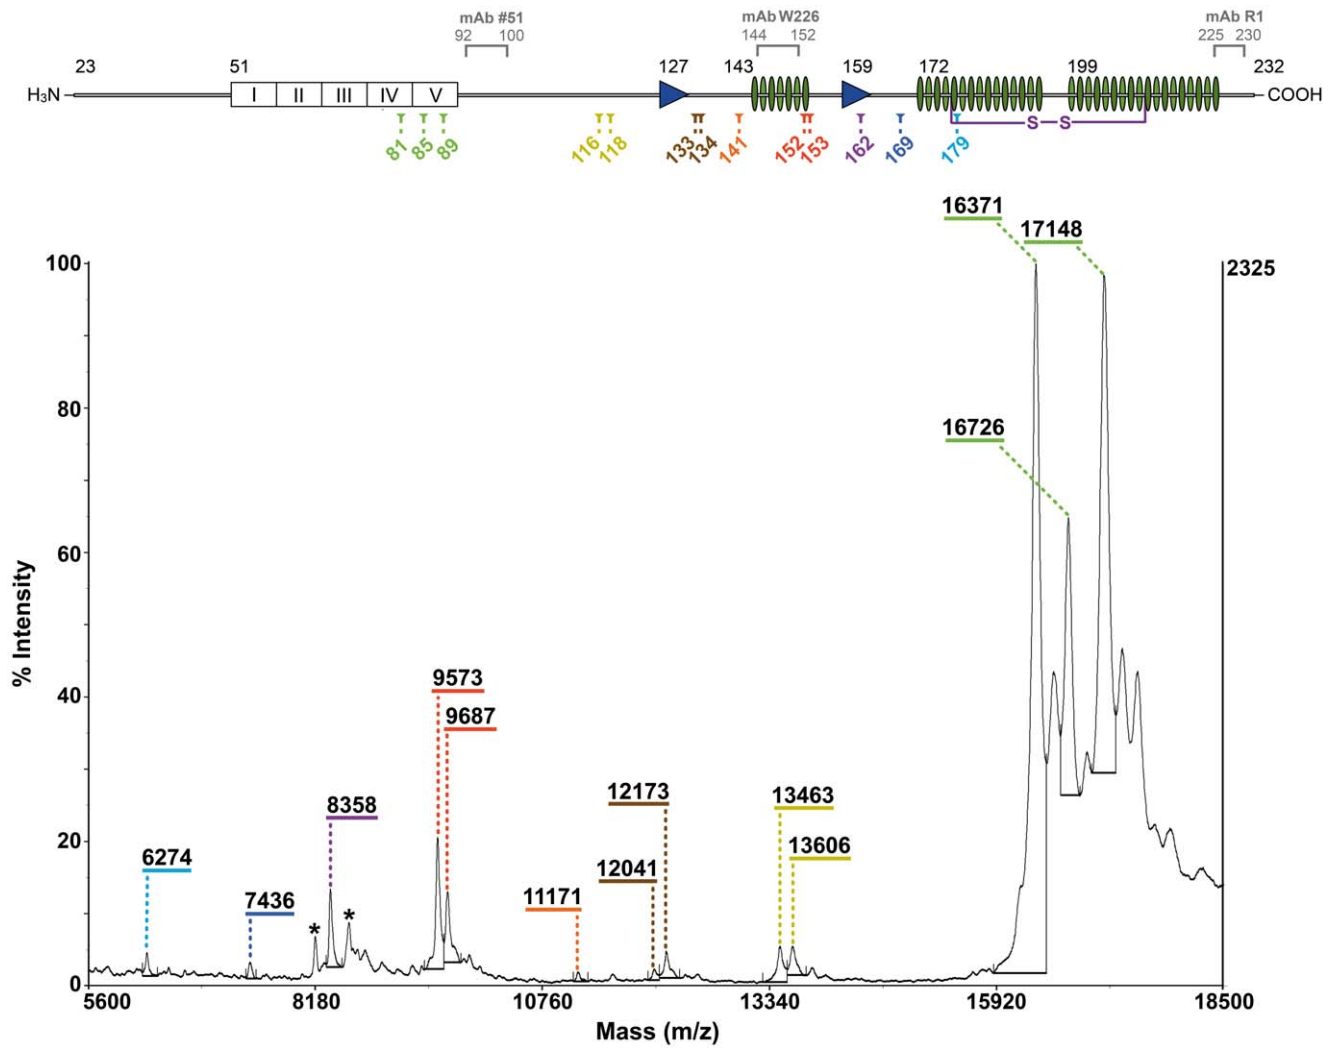 mAb #51
92 100
mAb W226
144 152
mAb R1
225 230
23 51 127 143 159 172 199 232
H₃N I II III IV V COOH
S S
81 85 89 116 118 133 134 141 152 153 162 169 179
16371
17148
100 2325
16726
80
60
% Intensity
9573
9687
40
12173
13463
8358
13606
20
6274
12041
7436
11171
* *
0
5600 8180 10760 13340 15920 18500
Mass (m/z)